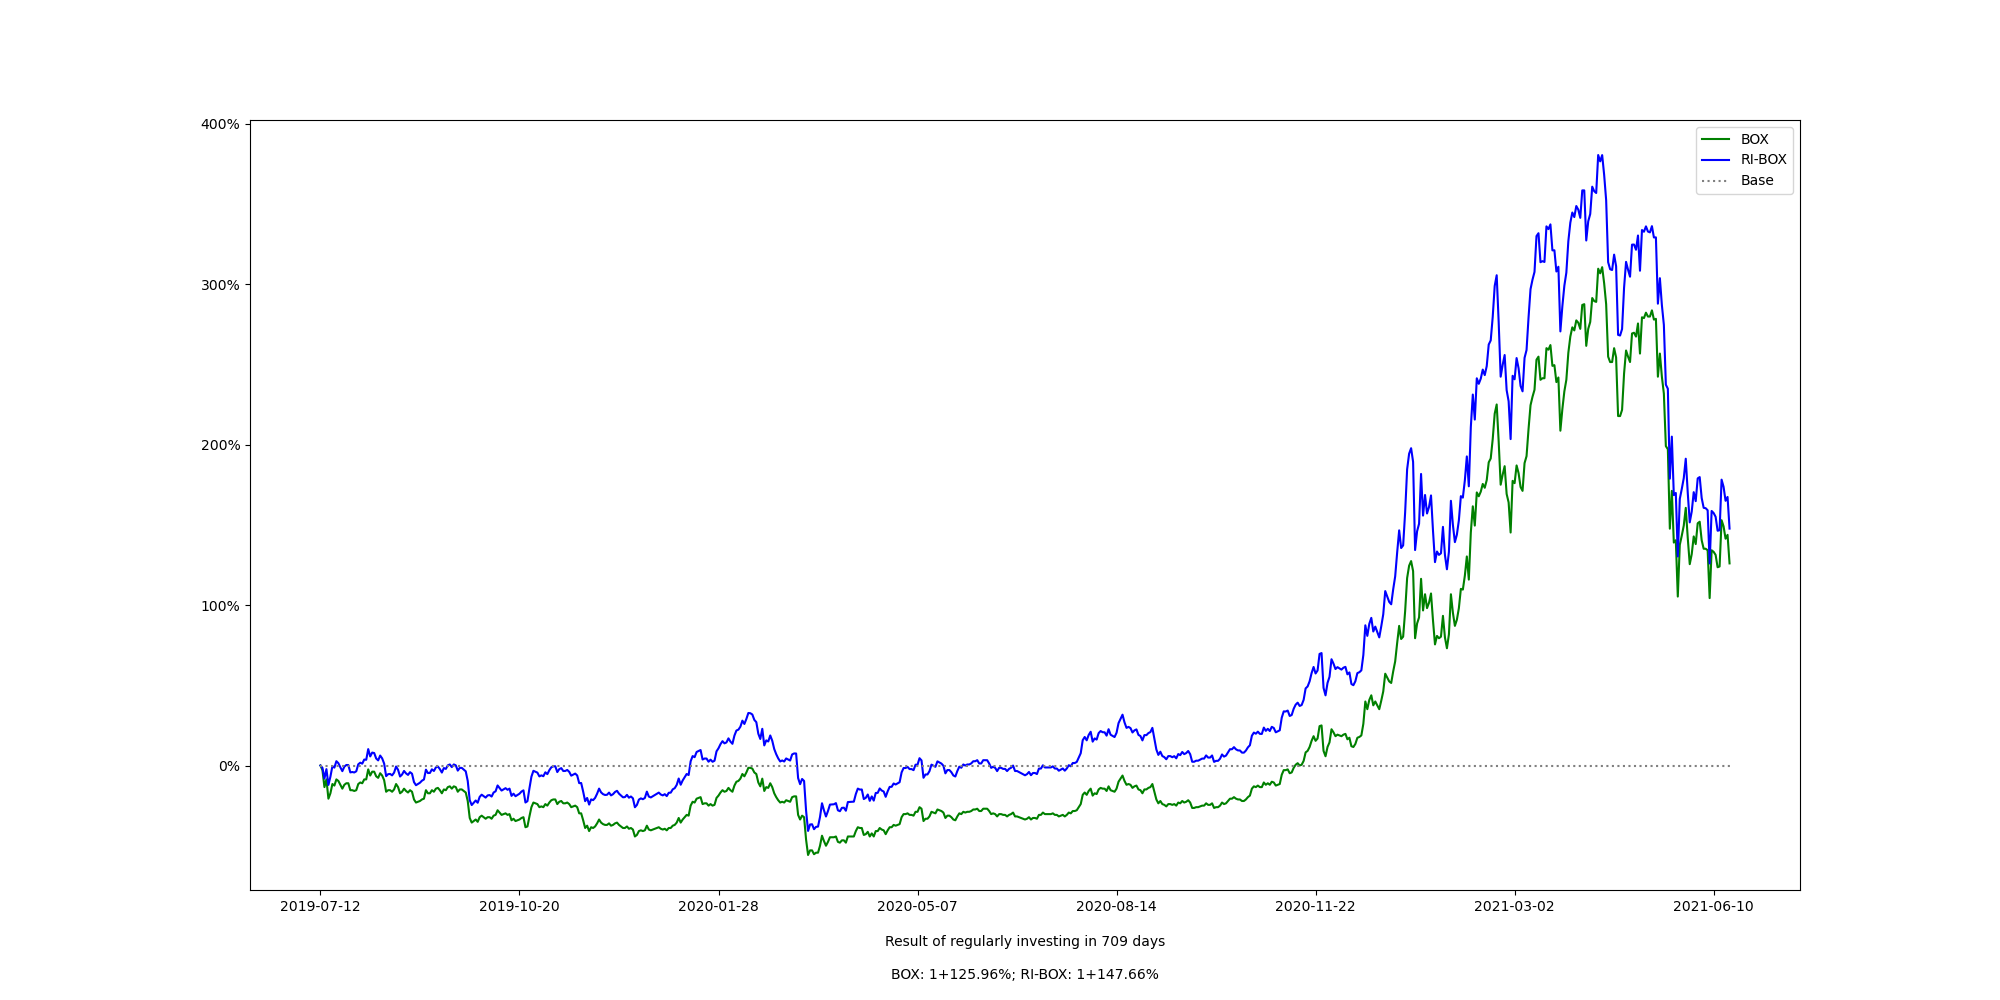 400%
300%
200%
100%
0%
BOX
RI-BOX
Base
2019-07-12 2019-10-20 2020-01-28 2020-05-07 2020-08-14 2020-11-22 2021-03-02 2021-06-10
Result of regularly investing in 709 days
BOX: 1+125.96%; RI-BOX: 1+147.66%